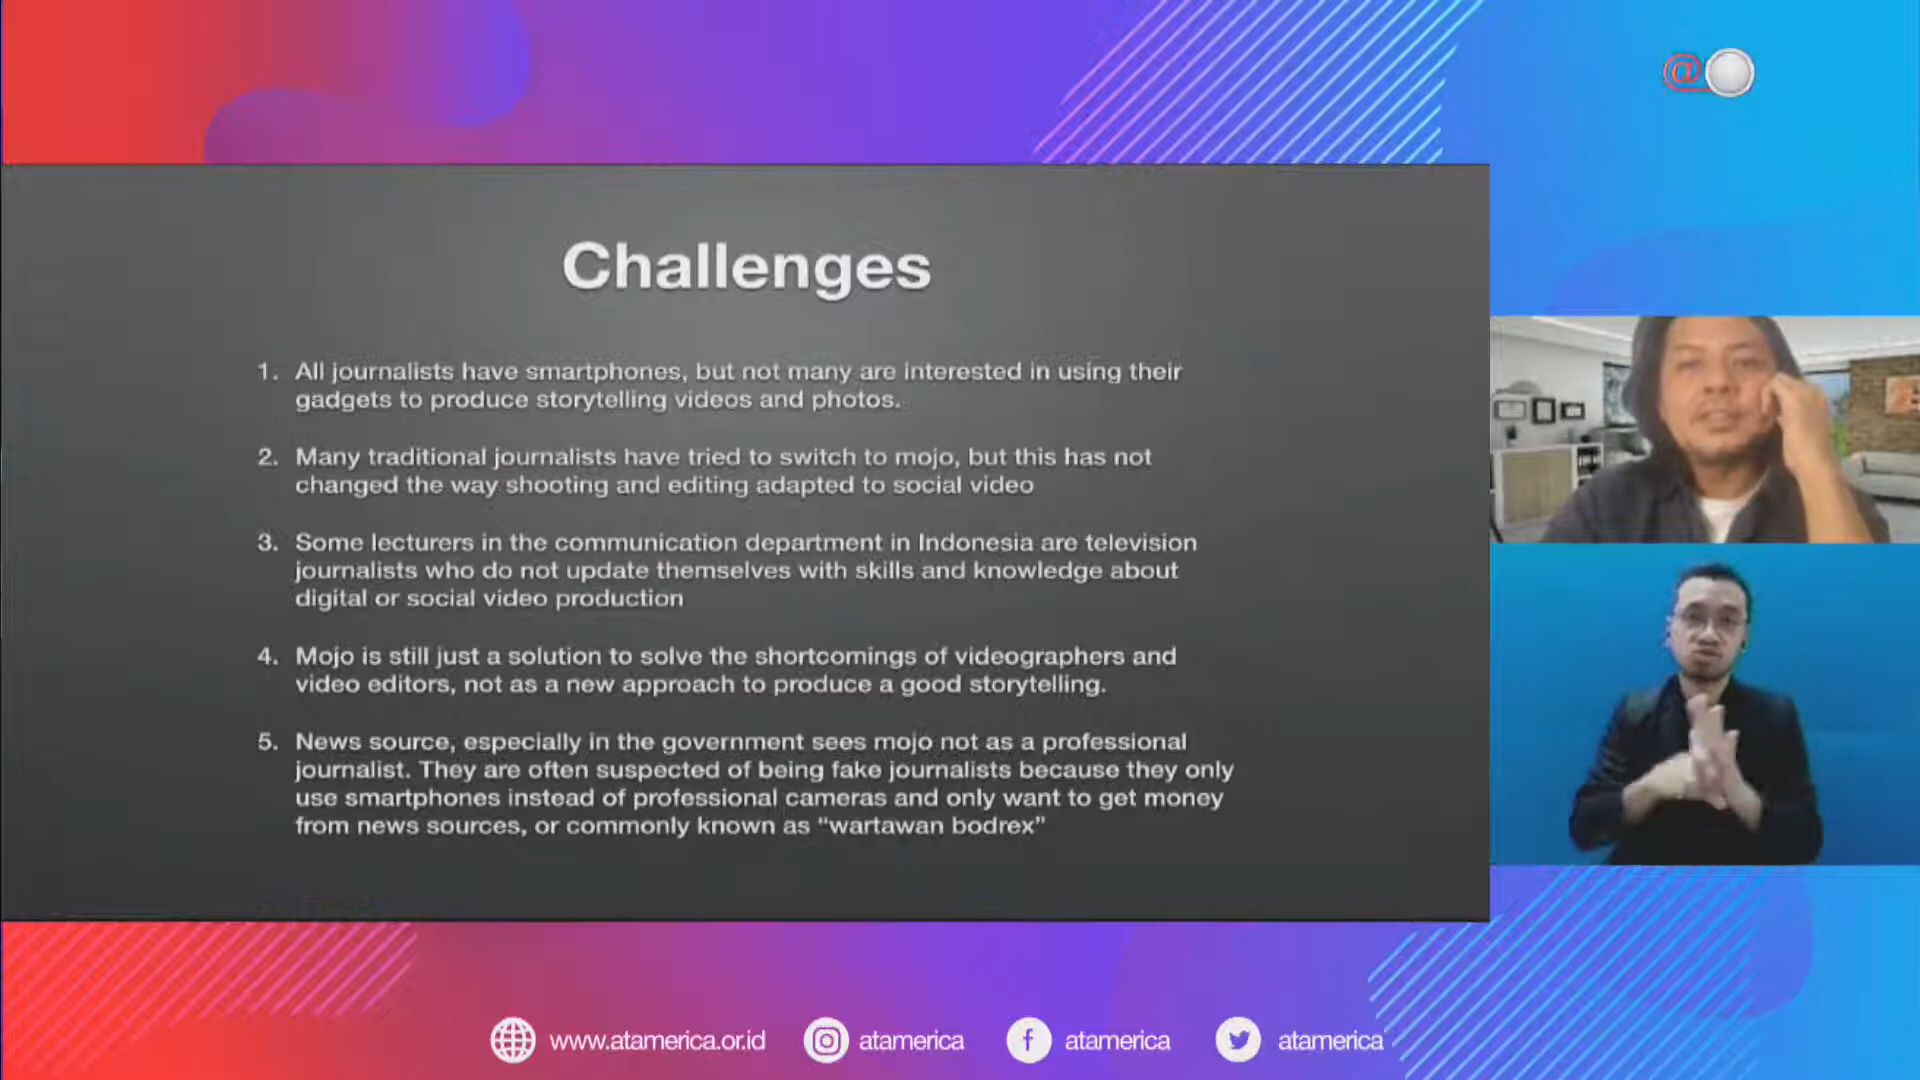 @
Challenges
1. All journalists have smartphones, but not many are interested in using their
gadgets to produce storytelling videos and photos.
2. Many traditional journalists have tried to switch to mojo, but this has not
changed the way shooting and editing adapted to social video
3. Some lecturers in the communication department in Indonesia are television
journalists who do not update themselves with skills and knowledge about
digital or social video production
4. Mojo is still just a solution to solve the shortcomings of videographers and
video editors, not as a new approach to produce a good storytelling.
5. News source, especially in the government sees mojo not as a professional
journalist. They are often suspected of being fake journalists because they only
use smartphones instead of professional cameras and only want to get money
from news sources, or commonly known as “wartawan bodrex”
www.atamerica.or.id atamerica atamerica atamerica